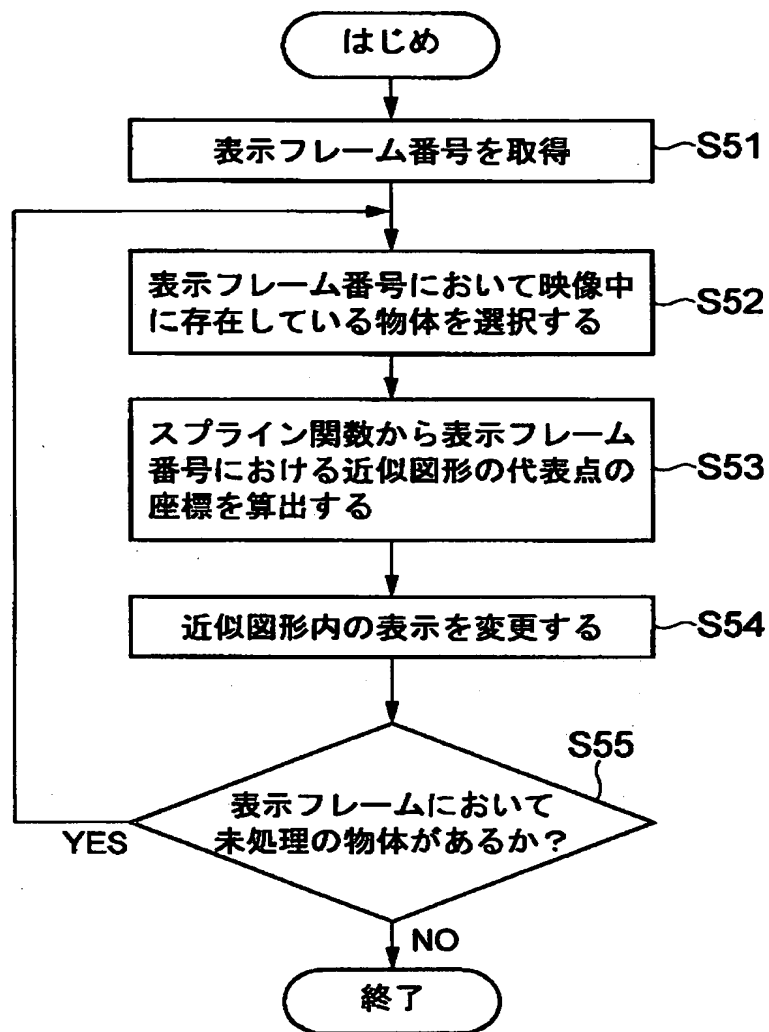 はじめ
表示フレーム番号を取得
S51
表示フレーム番号において映像中
に存在している物体を選択する
S52
スプライン関数から表示フレーム
番号における近似図形の代表点の
座標を算出する
S53
近似図形内の表示を変更する
S54
S55
表示フレームにおいて
未処理の物体があるか？
YES
NO
終了